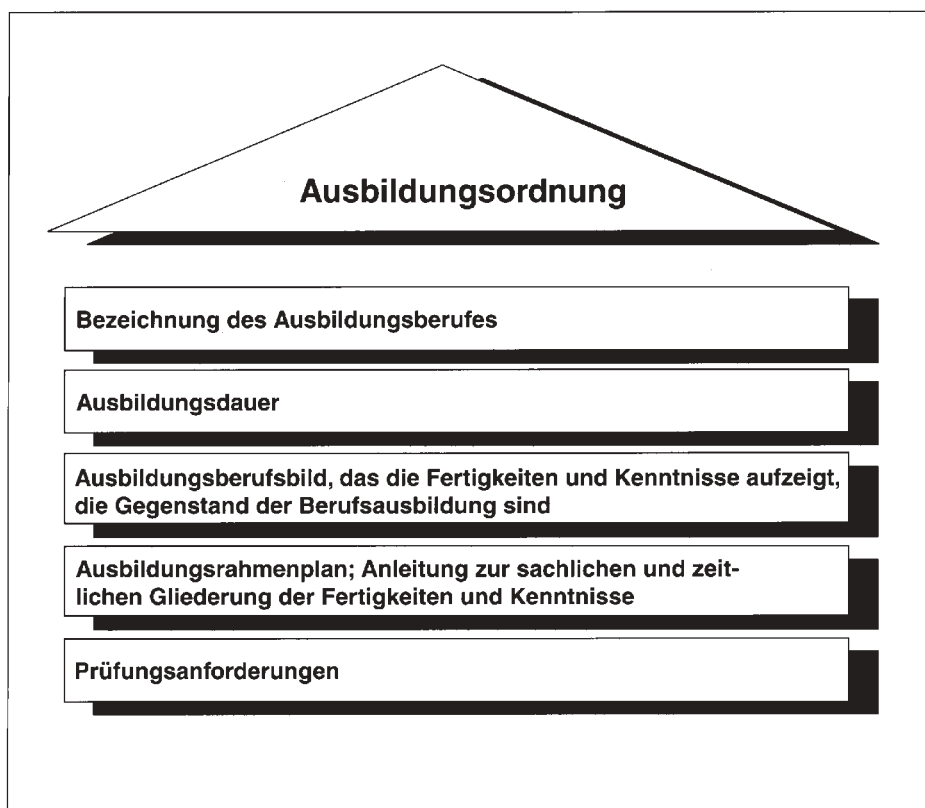 Ausbildungsordnung
Bezeichnung des Ausbildungsberufes
Ausbildungsdauer
Ausbildungsberufsbild, das die Fertigkeiten und Kenntnisse aufzeigt,
die Gegenstand der Berufsausbildung sind
Ausbildungsrahmenplan; Anleitung zur sachlichen und zeit-
lichen Gliederung der Fertigkeiten und Kenntnisse
Prüfungsanforderungen